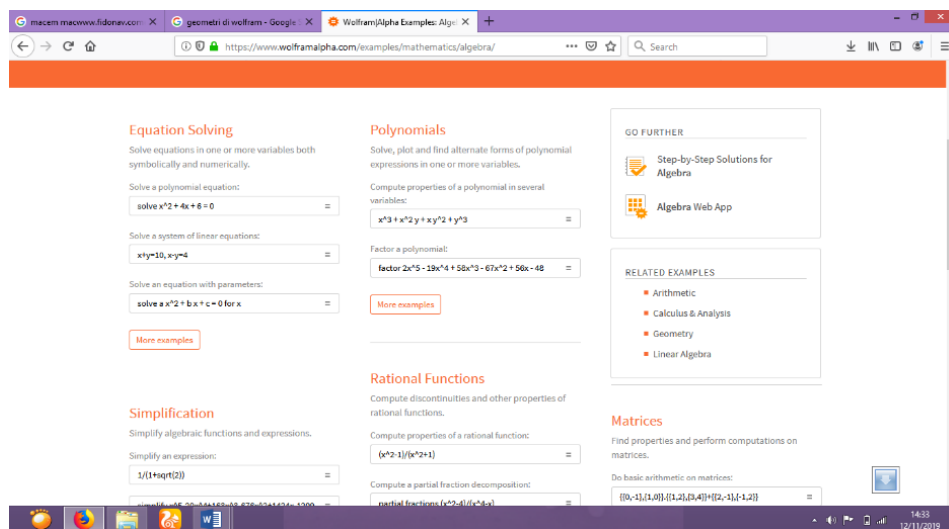 macem macwww.fidonav.com
geometri di wolfram - Google S
Wolfram|Alpha Examples: Alge
https://www.wolframalpha.com/examples/mathematics/algebra/
Search
Equation Solving
Solve equations in one or more variables both
symbolically and numerically.
Solve a polynomial equation:
solve x^2 + 4x + 6 = 0
=
Solve a system of linear equations:
x+y=10, x-y=4
=
Solve an equation with parameters:
solve a x^2 + b x + c = 0 for x
=
More examples
Simplification
Simplify algebraic functions and expressions.
Simplify an expression:
1/(1+sqrt(2))
=
Polynomials
Solve, plot and find alternate forms of polynomial
expressions in one or more variables.
Compute properties of a polynomial in several
variables:
x^3 + x^2 y + x y^2 + y^3
=
Factor a polynomial:
factor 2x^5 - 19x^4 + 58x^3 - 67x^2 + 56x - 48
=
More examples
Rational Functions
Compute discontinuities and other properties of
rational functions.
Compute properties of a rational function:
(x^2-1)/(x^2+1)
=
Compute a partial fraction decomposition:
partial fractions (x^2-4)/(x^4-x)
=
GO FURTHER
Step-by-Step Solutions for
Algebra
Algebra Web App
RELATED EXAMPLES
Arithmetic
Calculus & Analysis
Geometry
Linear Algebra
Matrices
Find properties and perform computations on
matrices.
Do basic arithmetic on matrices:
{{0,-1},{1,0}}.{{1,2},{3,4}}+{{2,-1},{-1,2}}
=
14:33
12/11/2019